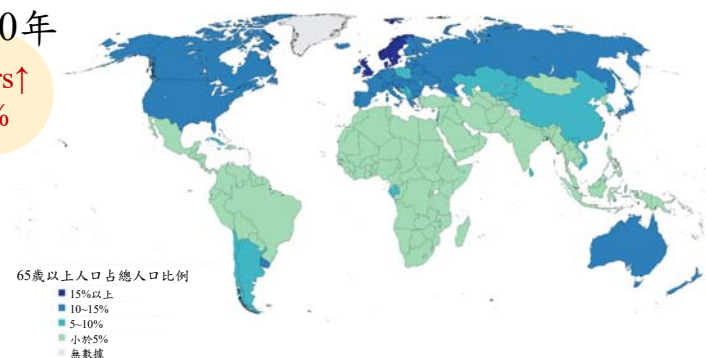 0年
rs↑
%
65歲以上人口占總人口比例
15%以上
10~15%
5~10%
小於5%
無數據